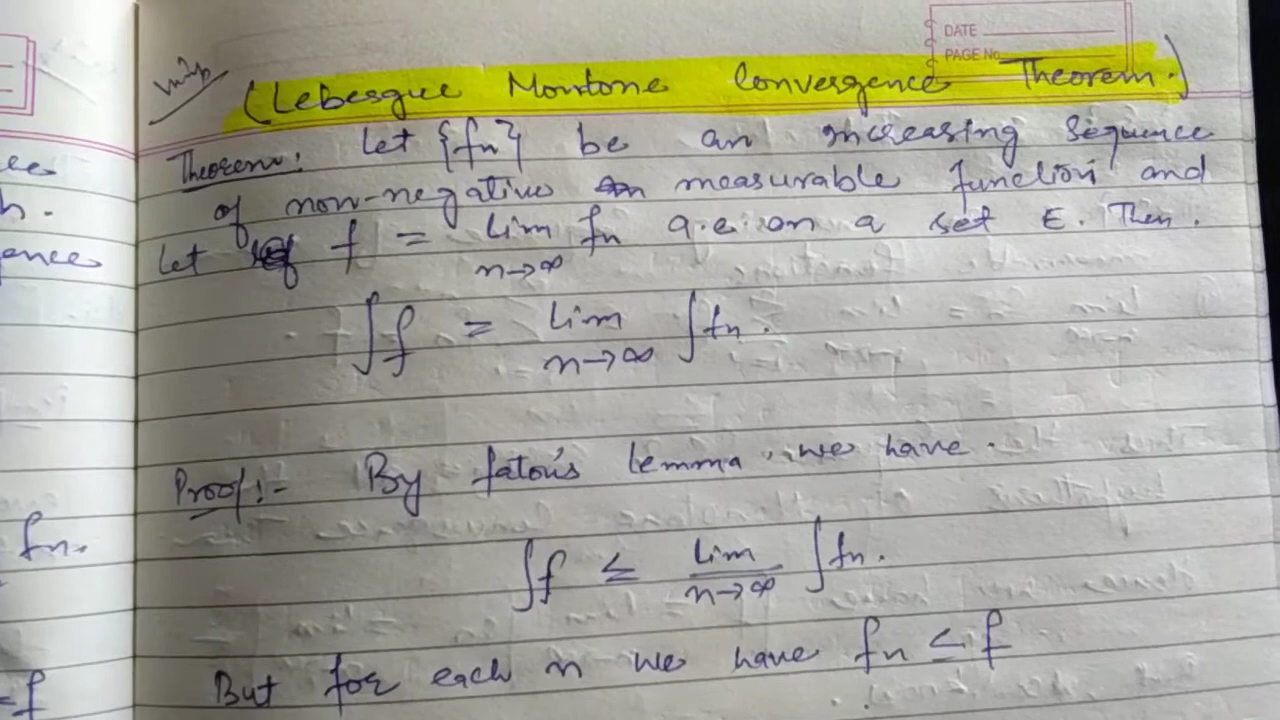 DATE
PAGE No.
Imp
(Lebesgue Montone Convergence Theorem.)
Theorem: Let {fn} be an increasing sequence
of non-negative measurable function and
Let f = lim fn a.e. on a set E. Then.
n→∞
∫f = lim ∫fn.
n→∞
Proof:- By fatou's lemma, we have.
∫f ≤ lim ∫fn.
n→∞
But for each n we have fn ≤ f
fn.
=f